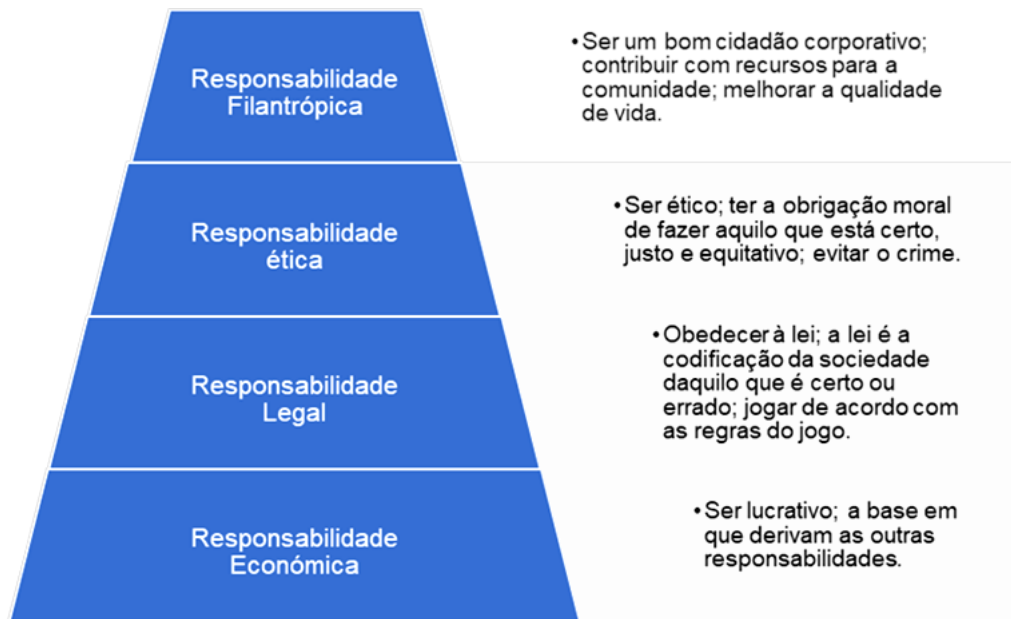 Responsabilidade
Filantrópica
•Ser um bom cidadão corporativo;
contribuir com recursos para a
comunidade; melhorar a qualidade
de vida.
Responsabilidade
ética
•Ser ético; ter a obrigação moral
de fazer aquilo que está certo,
justo e equitativo; evitar o crime.
Responsabilidade
Legal
•Obedecer à lei; a lei é a
codificação da sociedade
daquilo que é certo ou
errado; jogar de acordo com
as regras do jogo.
Responsabilidade
Económica
•Ser lucrativo; a base em
que derivam as outras
responsabilidades.